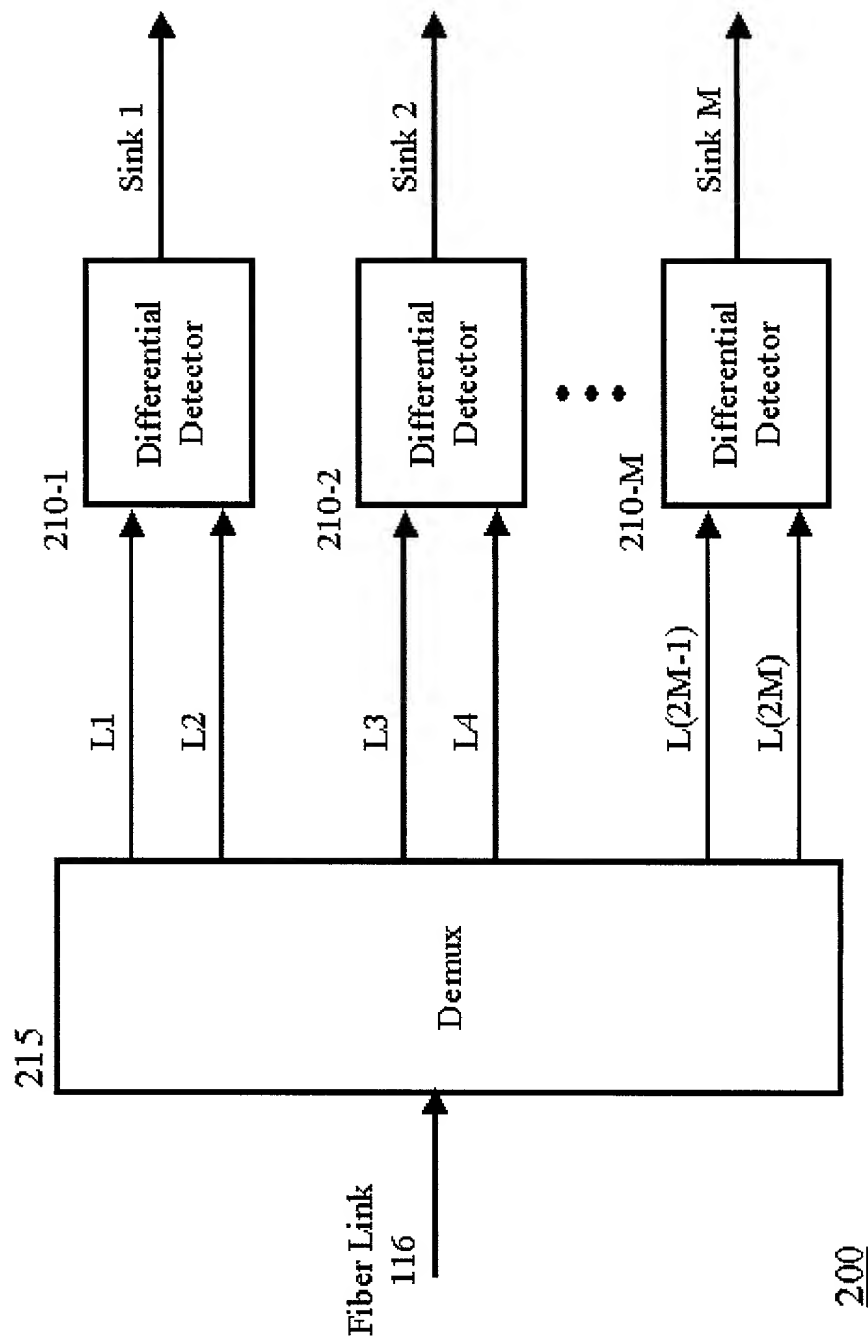 Fiber Link
116
215
Demux
L1
L2
L3
L4
L(2M-1)
L(2M)
210-1
Differential
Detector
Sink 1
210-2
Differential
Detector
Sink 2
210-M
Differential
Detector
Sink M
200